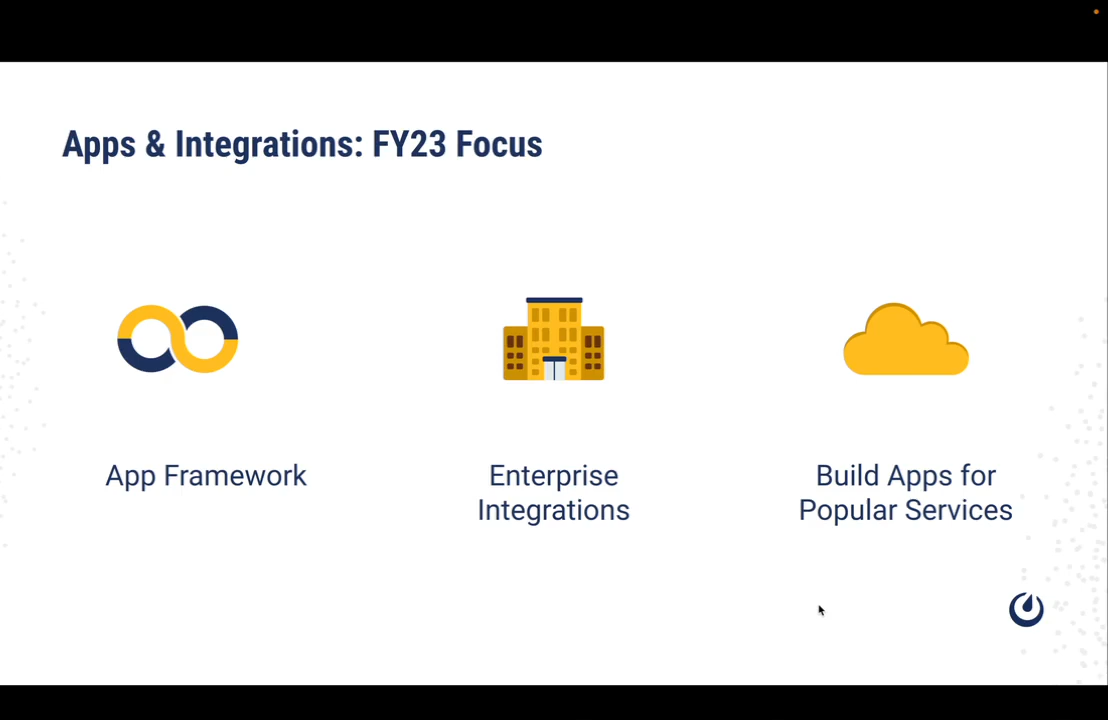 Apps & Integrations: FY23 Focus
App Framework
Enterprise
Integrations
Build Apps for
Popular Services